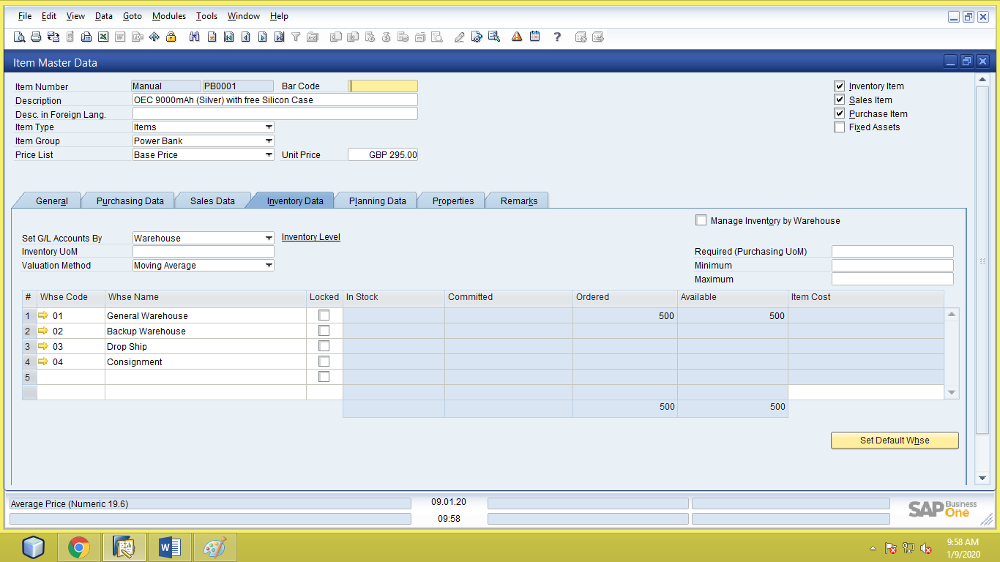 File Edit View Data Goto Modules Tools Window Help
Item Master Data
Item Number Manual PB0001 Bar Code
Inventory Item
Description OEC 9000mAh (Silver) with free Silicon Case
Sales Item
Desc. in Foreign Lang.
Purchase Item
Item Type Items
Fixed Assets
Item Group Power Bank
Price List Base Price Unit Price GBP 295.00
General Purchasing Data Sales Data Inventory Data Planning Data Properties Remarks
Manage Inventory by Warehouse
Set G/L Accounts By Warehouse Inventory Level
Inventory UoM Required (Purchasing UoM)
Valuation Method Moving Average Minimum
Maximum
# Whse Code Whse Name Locked In Stock Committed Ordered Available Item Cost
1 01 General Warehouse 500 500
2 02 Backup Warehouse
3 03 Drop Ship
4 04 Consignment
5
500 500
Set Default Whse
Average Price (Numeric 19.6) 09.01.20
09:58
SAP Business One
9:58 AM
1/9/2020